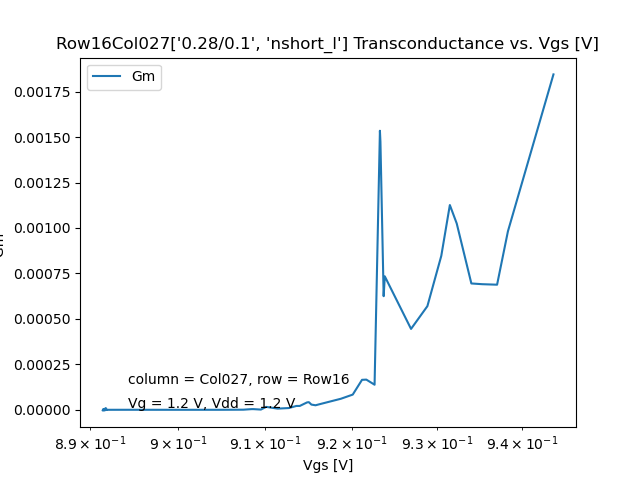 Row16Col027['0.28/0.1', 'nshort_l'] Transconductance vs. Vgs [V]
Gm
0.00175
0.00150
0.00125
0.00100
0.00075
0.00050
0.00025
0.00000
Gm
column = Col027, row = Row16
Vg = 1.2 V, Vdd = 1.2 V
8.9 × 10⁻¹ 9 × 10⁻¹ 9.1 × 10⁻¹ 9.2 × 10⁻¹ 9.3 × 10⁻¹ 9.4 × 10⁻¹
Vgs [V]